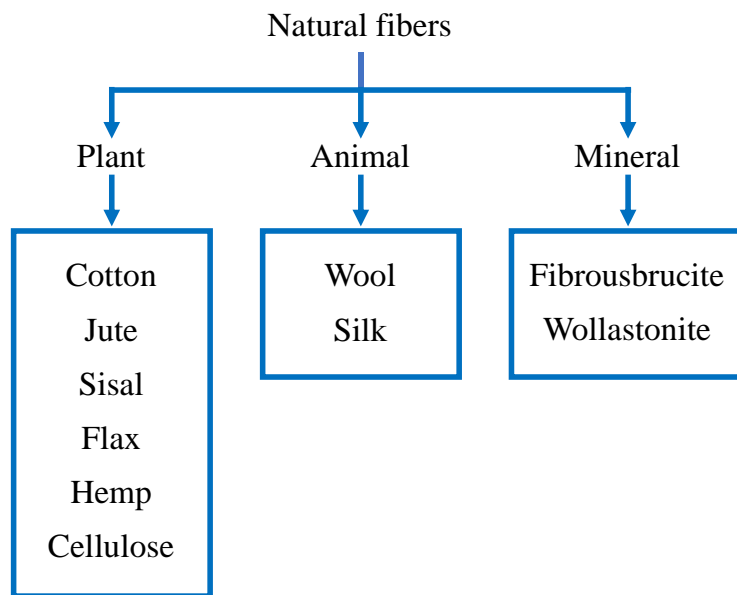 Natural fibers
Plant
Animal
Mineral
Cotton
Jute
Sisal
Flax
Hemp
Cellulose
Wool
Silk
Fibrousbrucite
Wollastonite